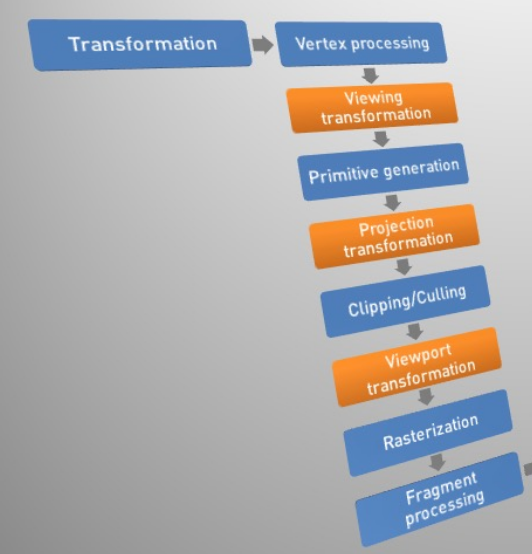 Transformation
Vertex processing
Viewing
transformation
Primitive generation
Projection
transformation
Clipping/Culling
Viewport
transformation
Rasterization
Fragment
processing